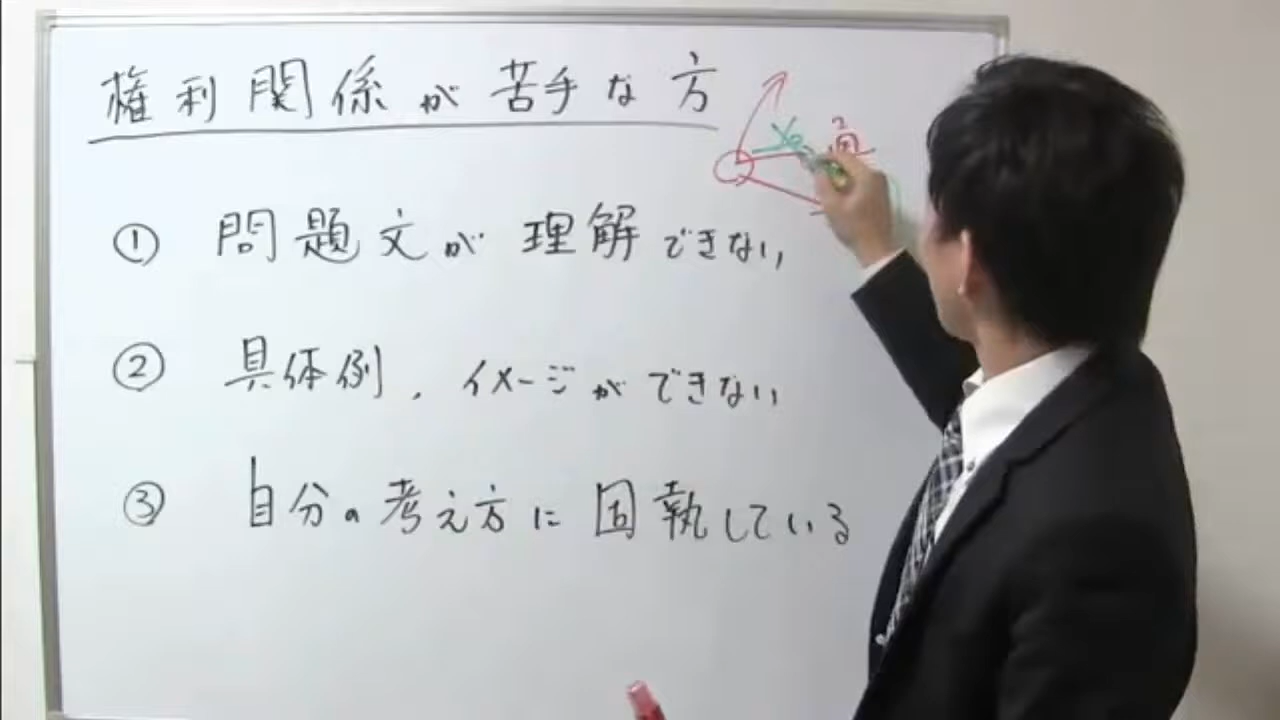 権利関係が苦手な方
① 問題文が理解できない
② 具体例、イメージができない
③ 自分の考え方に固執している